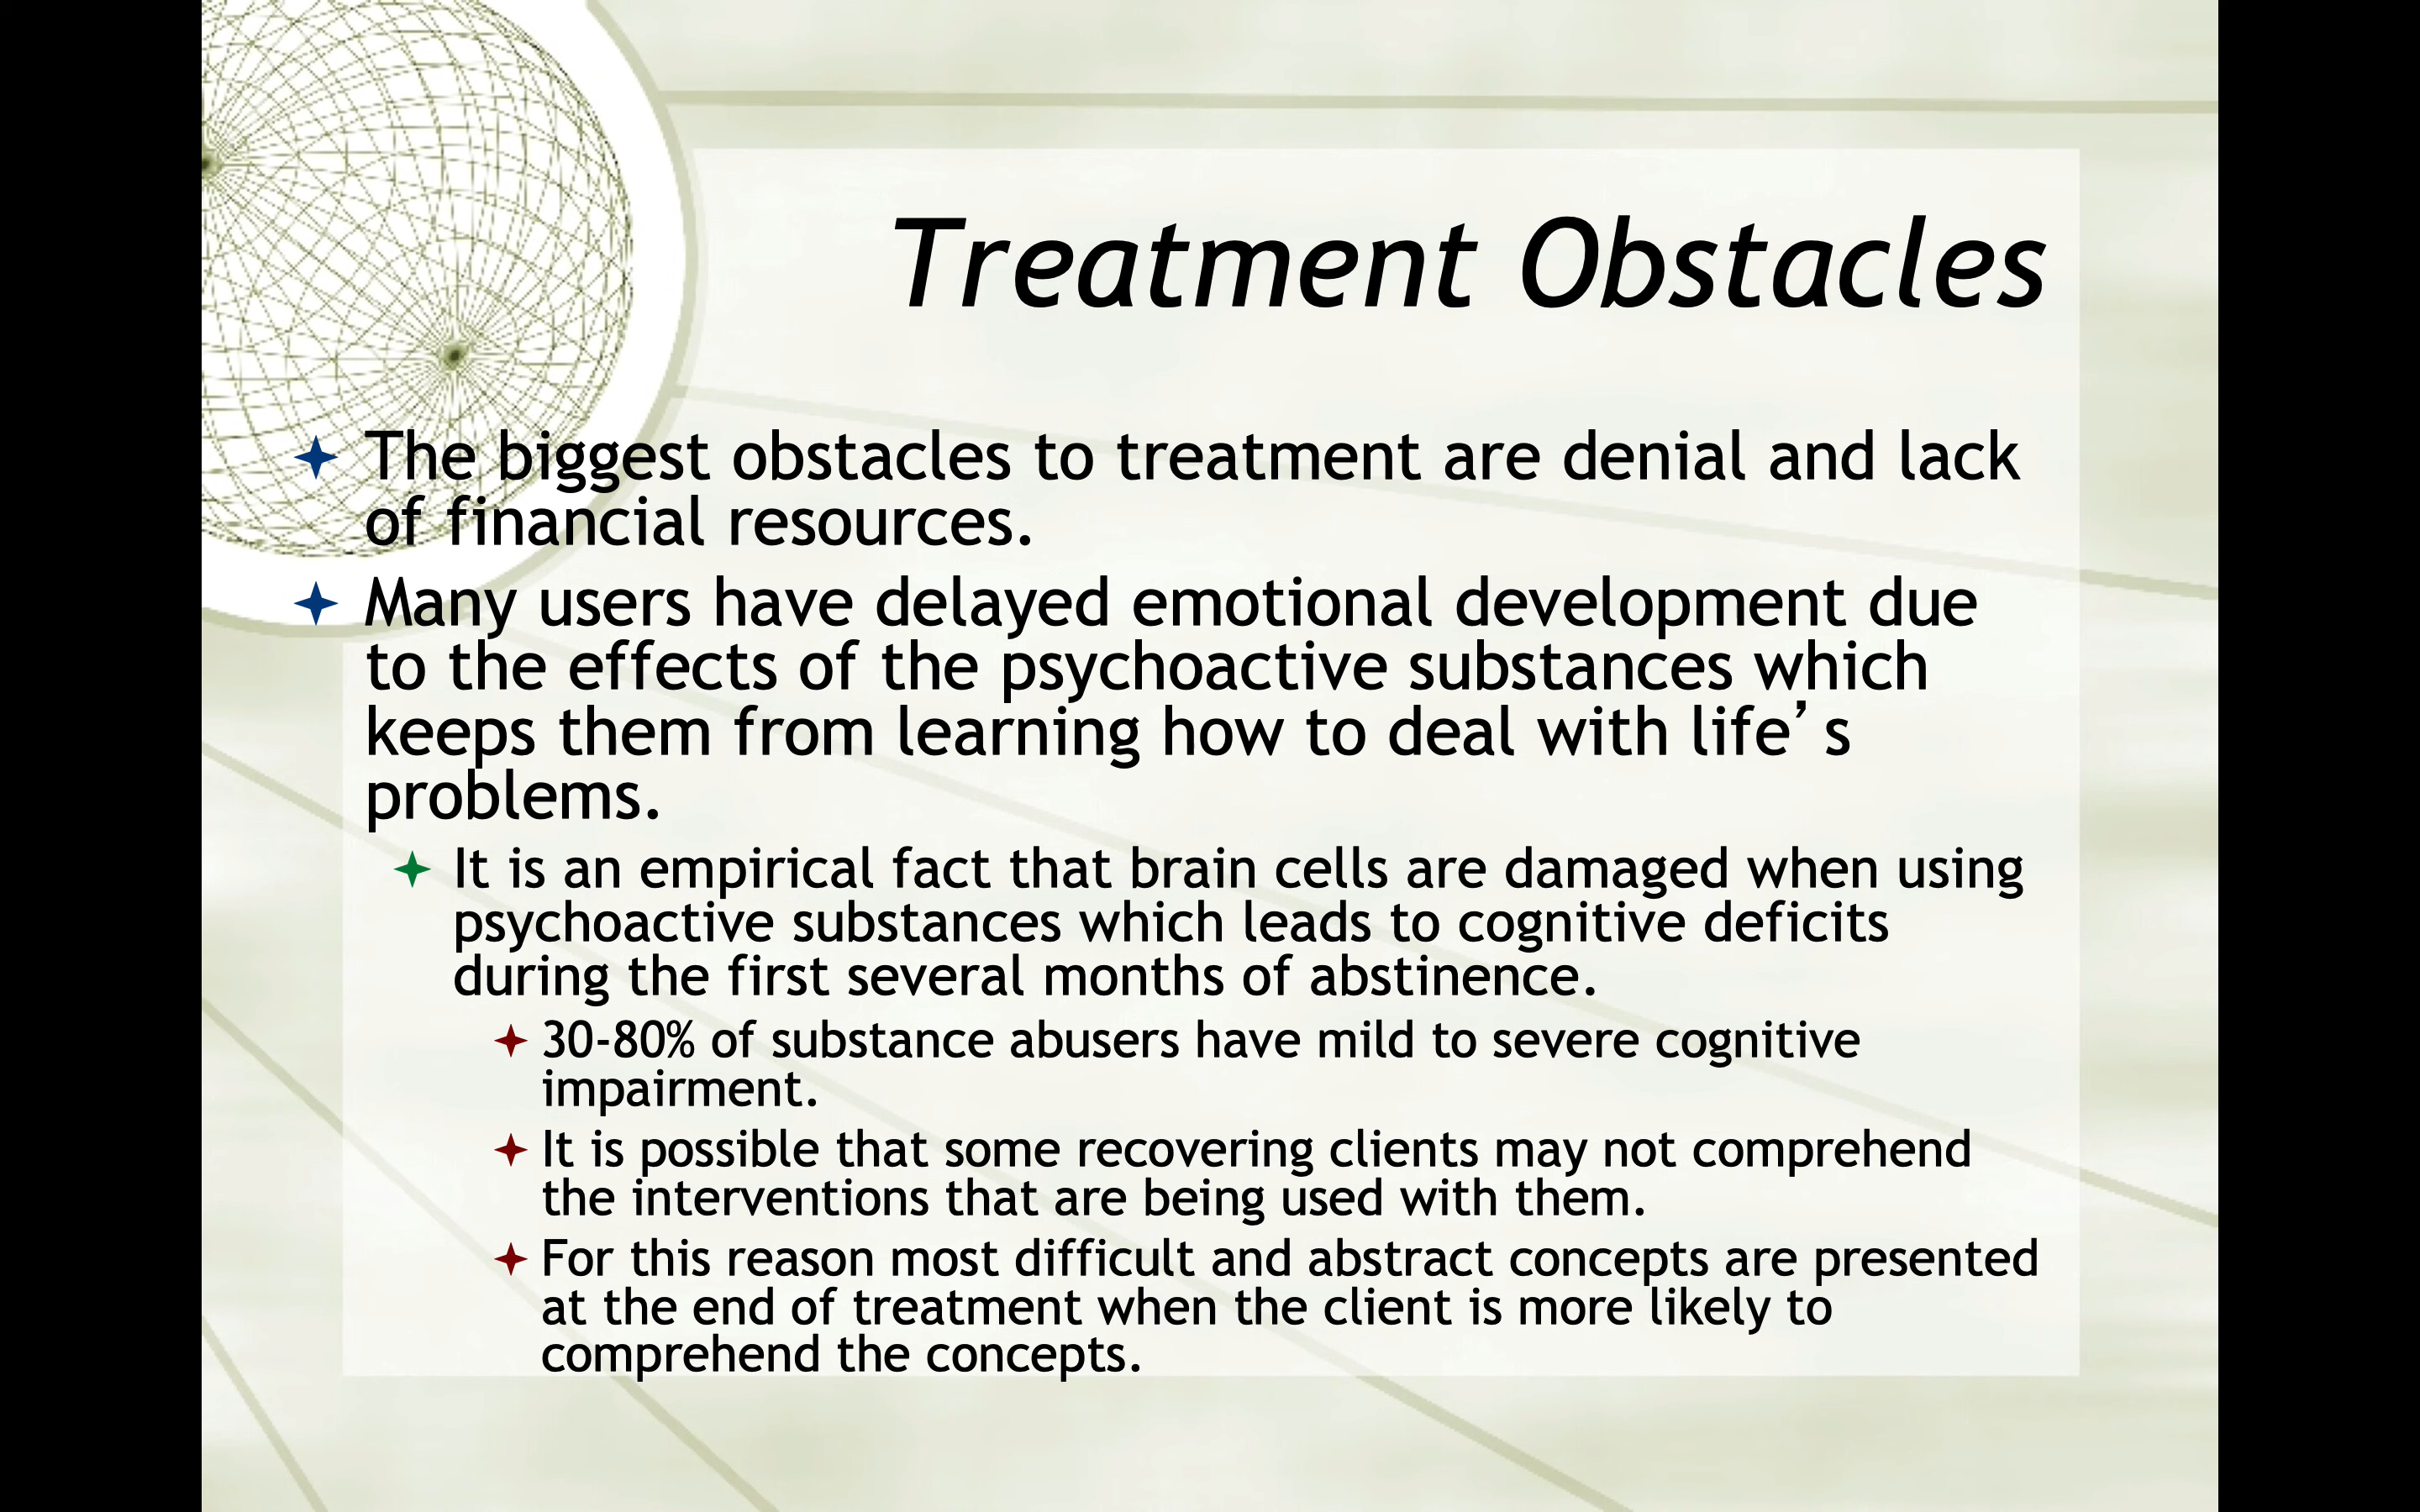 Treatment Obstacles
The biggest obstacles to treatment are denial and lack
of financial resources.
Many users have delayed emotional development due
to the effects of the psychoactive substances which
keeps them from learning how to deal with life’s
problems.
It is an empirical fact that brain cells are damaged when using
psychoactive substances which leads to cognitive deficits
during the first several months of abstinence.
30-80% of substance abusers have mild to severe cognitive
impairment.
It is possible that some recovering clients may not comprehend
the interventions that are being used with them.
For this reason most difficult and abstract concepts are presented
at the end of treatment when the client is more likely to
comprehend the concepts.